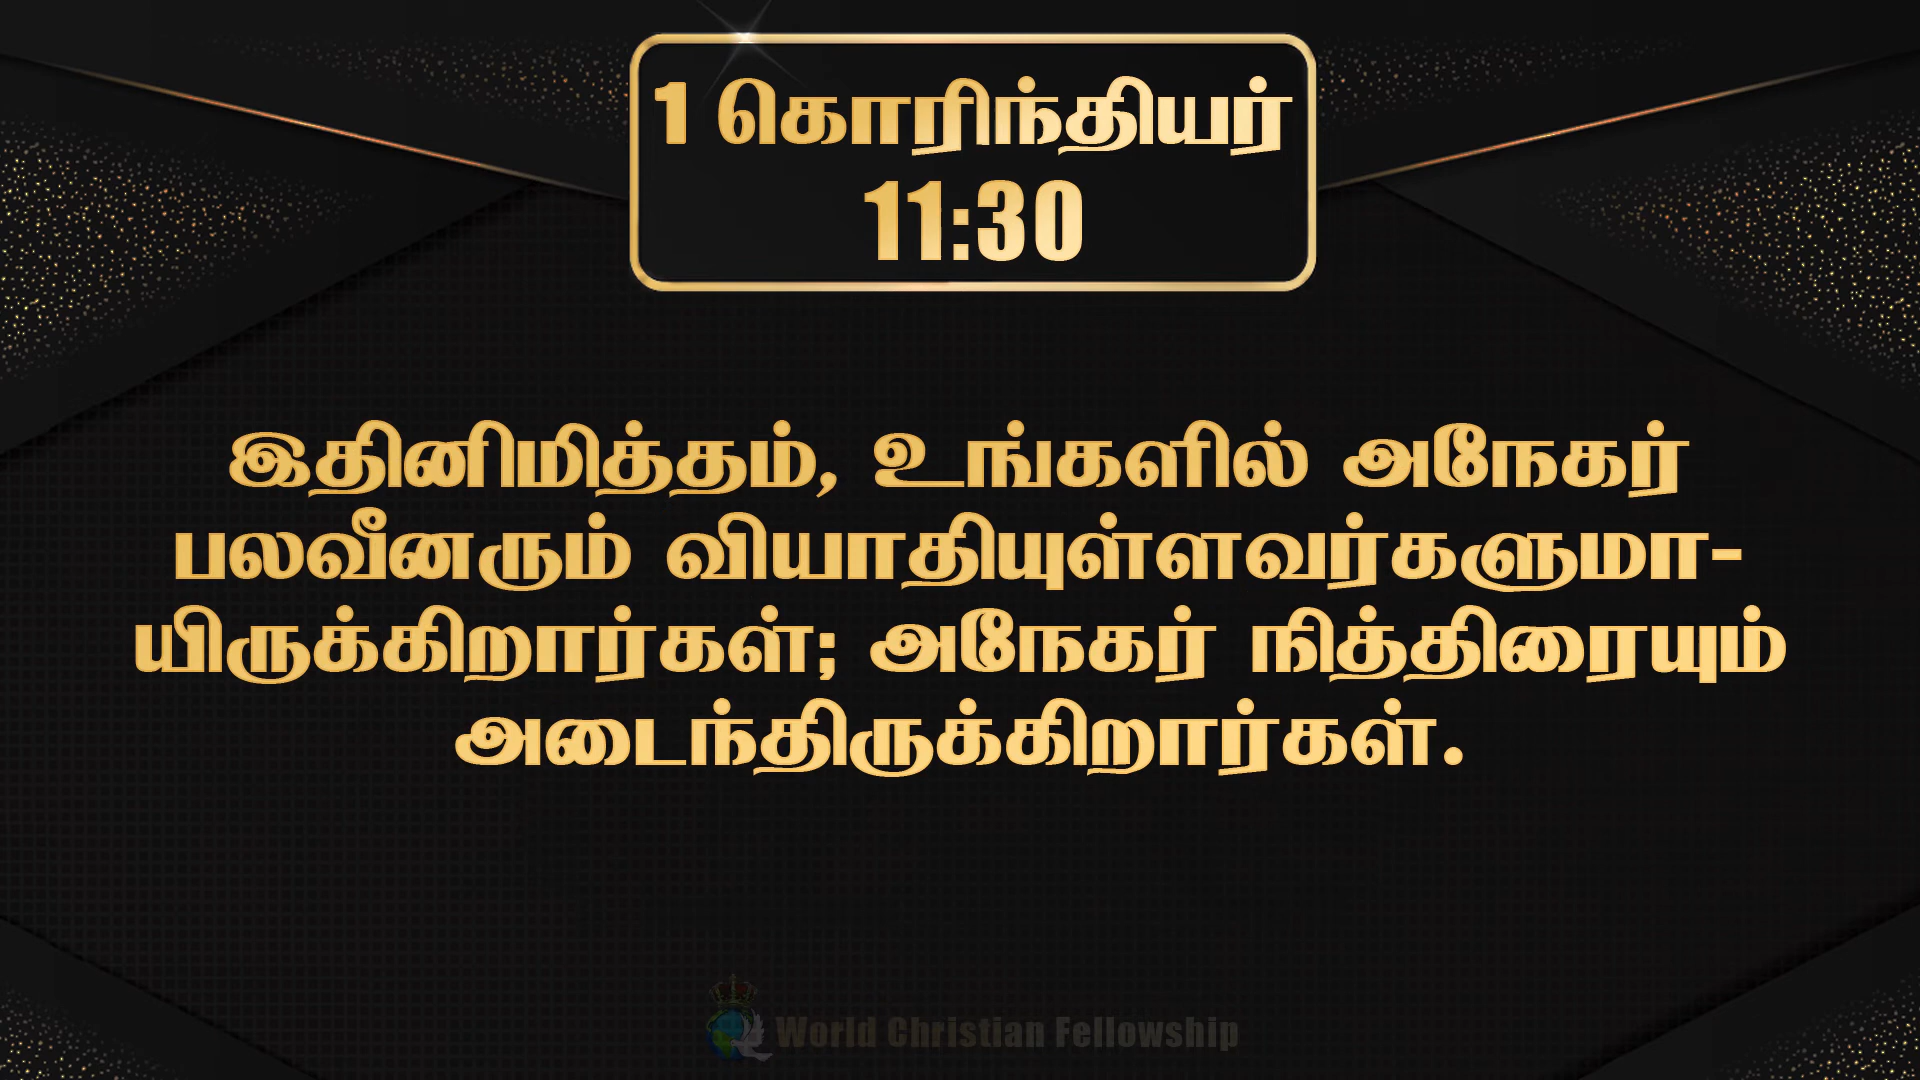 1 கொரிந்தியர்
11:30
இதினிமித்தம், உங்களில் அநேகர்
பலவீனரும் வியாதியுள்ளவர்களுமா-
யிருக்கிறார்கள்; அநேகர் நித்திரையும்
அடைந்திருக்கிறார்கள்.
World Christian Fellowship